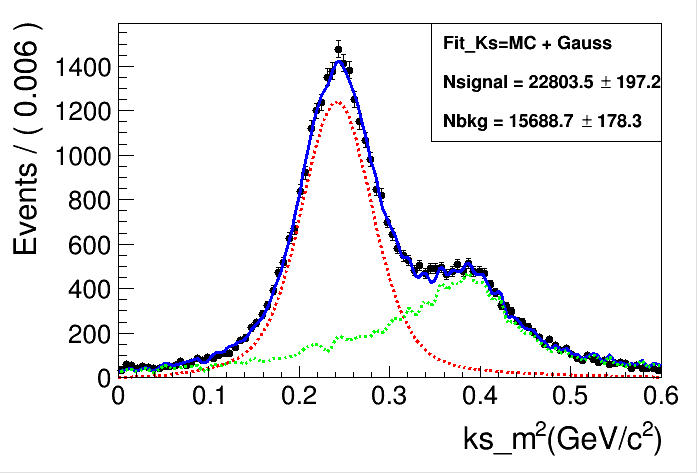 Events / ( 0.006 )
1400
1200
1000
800
600
400
200
0
Fit_Ks=MC + Gauss
Nsignal = 22803.5 ± 197.2
Nbkg = 15688.7 ± 178.3
0 0.1 0.2 0.3 0.4 0.5 0.6
ks_m²(GeV/c²)